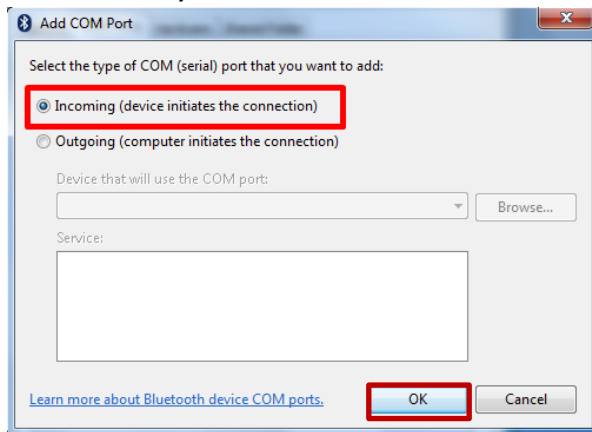 Add COM Port
Select the type of COM (serial) port that you want to add:
Incoming (device initiates the connection)
Outgoing (computer initiates the connection)
Device that will use the COM port:
Browse...
Service:
Learn more about Bluetooth device COM ports.
OK Cancel